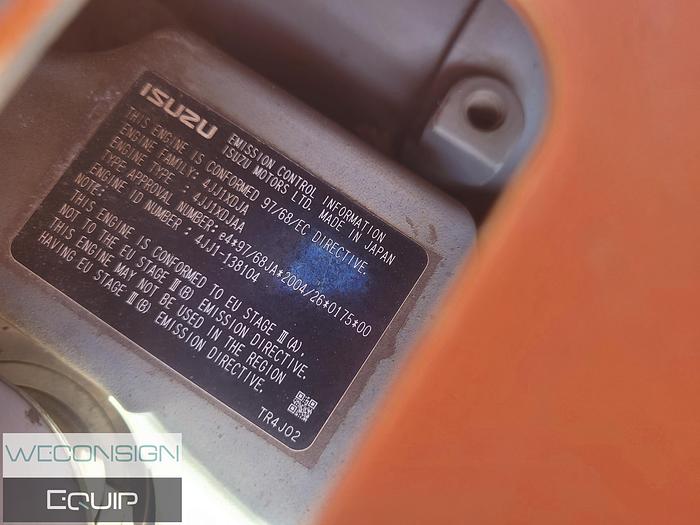 ISUZU
EMISSION CONTROL INFORMATION
ISUZU MOTORS LTD. MADE IN JAPAN
THIS ENGINE IS CONFORMED 97/68/EC DIRECTIVE.
ENGINE FAMILY: 4JJ1XDJA
ENGINE TYPE : 4JJ1XDJAA
TYPE APPROVAL NUMBER: e4*97/68JA*2004/26*0175*00
ENGINE ID NUMBER : 4JJ1-138104
NOTE:
THIS ENGINE IS CONFORMED TO EU STAGE Ⅲ(A),
NOT TO THE EU STAGE Ⅲ(B) EMISSION DIRECTIVE.
THIS ENGINE MAY NOT BE USED IN THE REGION
HAVING EU STAGE Ⅲ(B) EMISSION DIRECTIVE.
TR4J02
WECONSIGN
EQUIP